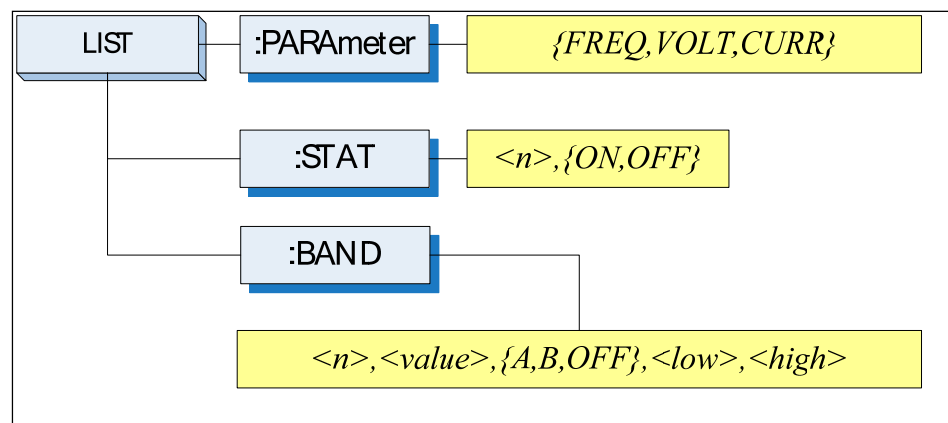 LIST
:PARAmeter
{FREQ,VOLT,CURR}
:STAT
<n>,{ON,OFF}
:BAND
<n>,<value>,{A,B,OFF},<low>,<high>